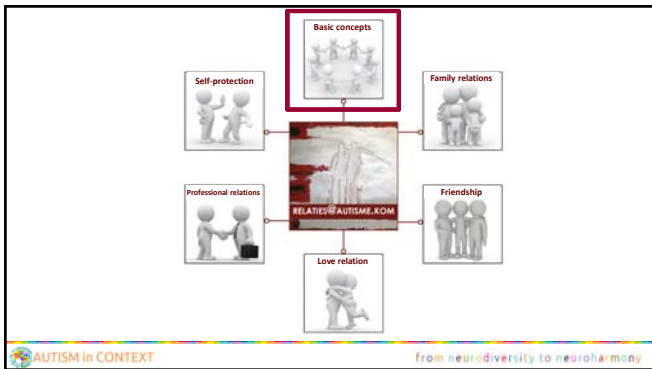 Basic concepts
Self-protection
Family relations
RELATIES@AUTISME.KOM
Professional relations
Friendship
Love relation
AUTISM in CONTEXT
from neurodiversity to neuroharmony